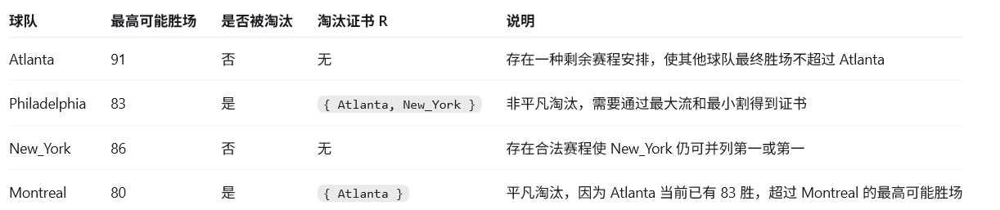 球队 最高可能胜场 是否被淘汰 淘汰证书 R 说明
Atlanta 91 否 无 存在一种剩余赛程安排，使其他球队最终胜场不超过 Atlanta
Philadelphia 83 是 { Atlanta, New_York } 非平凡淘汰，需要通过最大流和最小割得到证书
New_York 86 否 无 存在合法赛程使 New_York 仍可并列第一或第一
Montreal 80 是 { Atlanta } 平凡淘汰，因为 Atlanta 当前已有 83 胜，超过 Montreal 的最高可能胜场